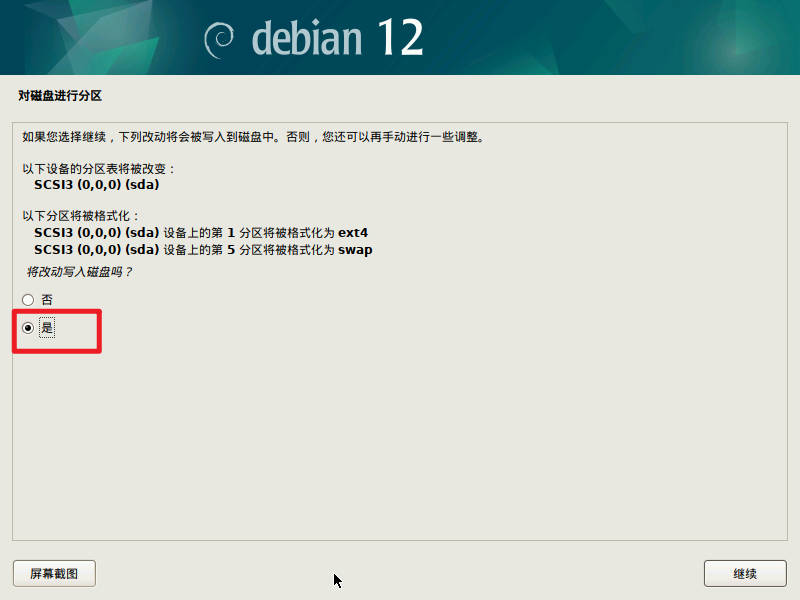 debian 12
对磁盘进行分区
如果您选择继续，下列改动将会被写入到磁盘中。否则，您还可以再手动进行一些调整。
以下设备的分区表将被改变：
SCSI3 (0,0,0) (sda)
以下分区将被格式化：
SCSI3 (0,0,0) (sda) 设备上的第 1 分区将被格式化为 ext4
SCSI3 (0,0,0) (sda) 设备上的第 5 分区将被格式化为 swap
将改动写入磁盘吗？
否
是
屏幕截图
继续